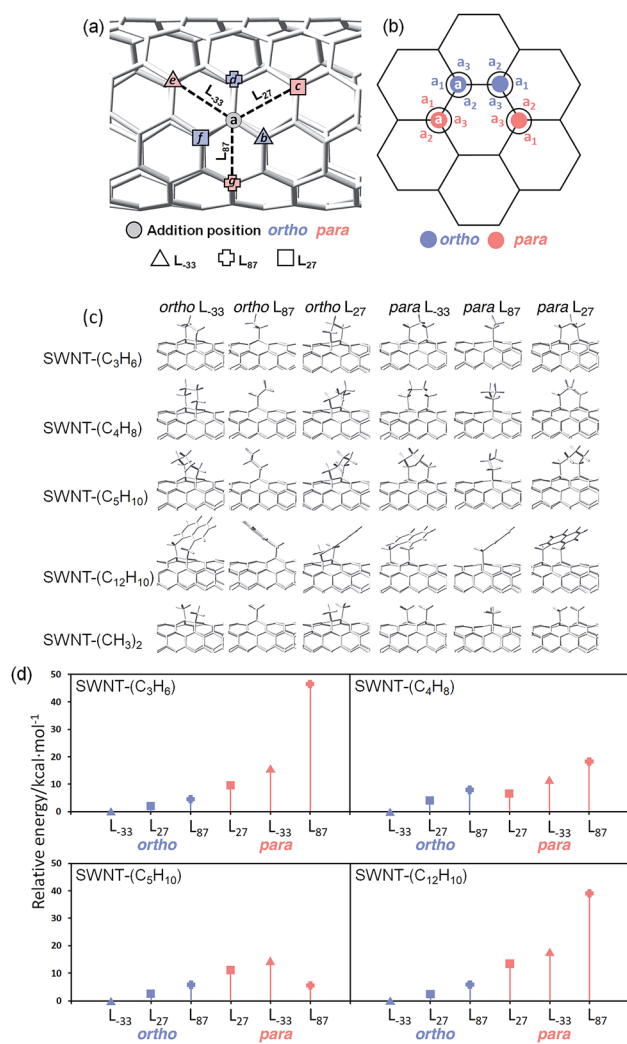 (a)
e
d
c
L-33
L27
a
f
b
L87
g
Addition position ortho para
L-33 L87 L27
(b)
a3 a2
a1 a a1
a2 a3
a1 a2
a a3 a3
a2 a1
ortho para
(c)
ortho L-33 ortho L87 ortho L27 para L-33 para L87 para L27
SWNT-(C3H6)
SWNT-(C4H8)
SWNT-(C5H10)
SWNT-(C12H10)
SWNT-(CH3)2
(d)
Relative energy/kcal·mol-1
50
40
30
20
10
0
SWNT-(C3H6)
L-33 L27 L87 L27 L-33 L87
ortho para
SWNT-(C4H8)
L-33 L27 L87 L27 L-33 L87
ortho para
50
40
30
20
10
0
SWNT-(C5H10)
L-33 L27 L87 L27 L-33 L87
ortho para
SWNT-(C12H10)
L-33 L27 L87 L27 L-33 L87
ortho para